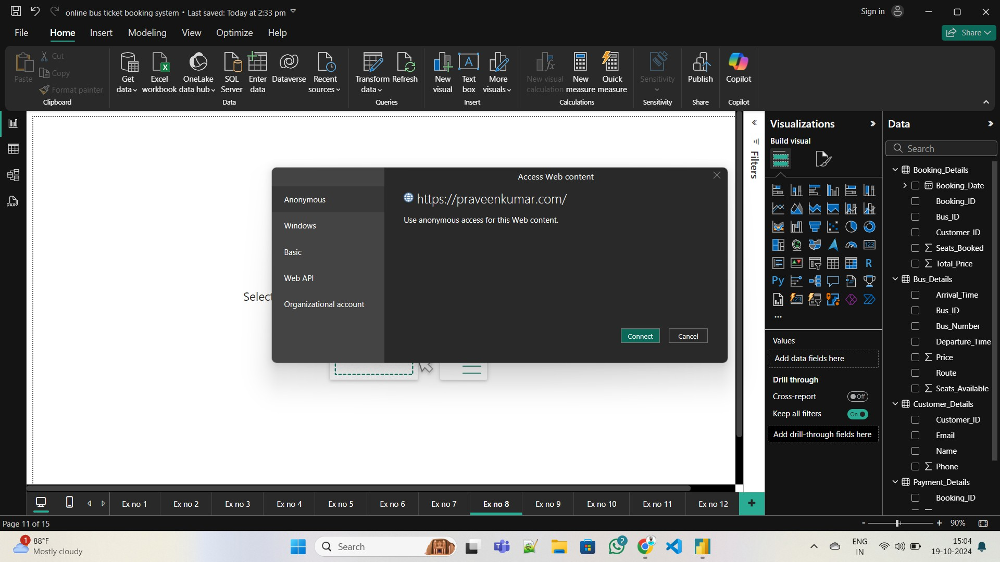 online bus ticket booking system • Last saved: Today at 2:33 pm
Sign in
File Home Insert Modeling View Optimize Help
Share
Paste
Cut
Copy
Format painter
Clipboard
Get data
Excel workbook
OneLake data hub
SQL Server
Enter data
Dataverse
Recent sources
Data
Transform data
Refresh
Queries
New visual
A
Text box
More visuals
Insert
New visual calculation
New measure
Quick measure
Calculations
Sensitivity
Sensitivity
Publish
Share
Copilot
Copilot
DAX
Select
Access Web content
Anonymous
Windows
Basic
Web API
Organizational account
https://praveenkumar.com/
Use anonymous access for this Web content.
Connect
Cancel
Filters
Visualizations
Build visual
123
R
Py
123
Values
Add data fields here
Drill through
Cross-report
Off
Keep all filters
On
Add drill-through fields here
Data
Search
Booking_Details
Booking_Date
Booking_ID
Bus_ID
Customer_ID
Seats_Booked
Total_Price
Bus_Details
Arrival_Time
Bus_ID
Bus_Number
Departure_Time
Price
Route
Seats_Available
Customer_Details
Customer_ID
Email
Name
Phone
Payment_Details
Booking_ID
Ex no 1
Ex no 2
Ex no 3
Ex no 4
Ex no 5
Ex no 6
Ex no 7
Ex no 8
Ex no 9
Ex no 10
Ex no 11
Ex no 12
+
Page 11 of 15
- + 90%
1
88°F
Mostly cloudy
Search
2
ENG
IN
15:04
19-10-2024